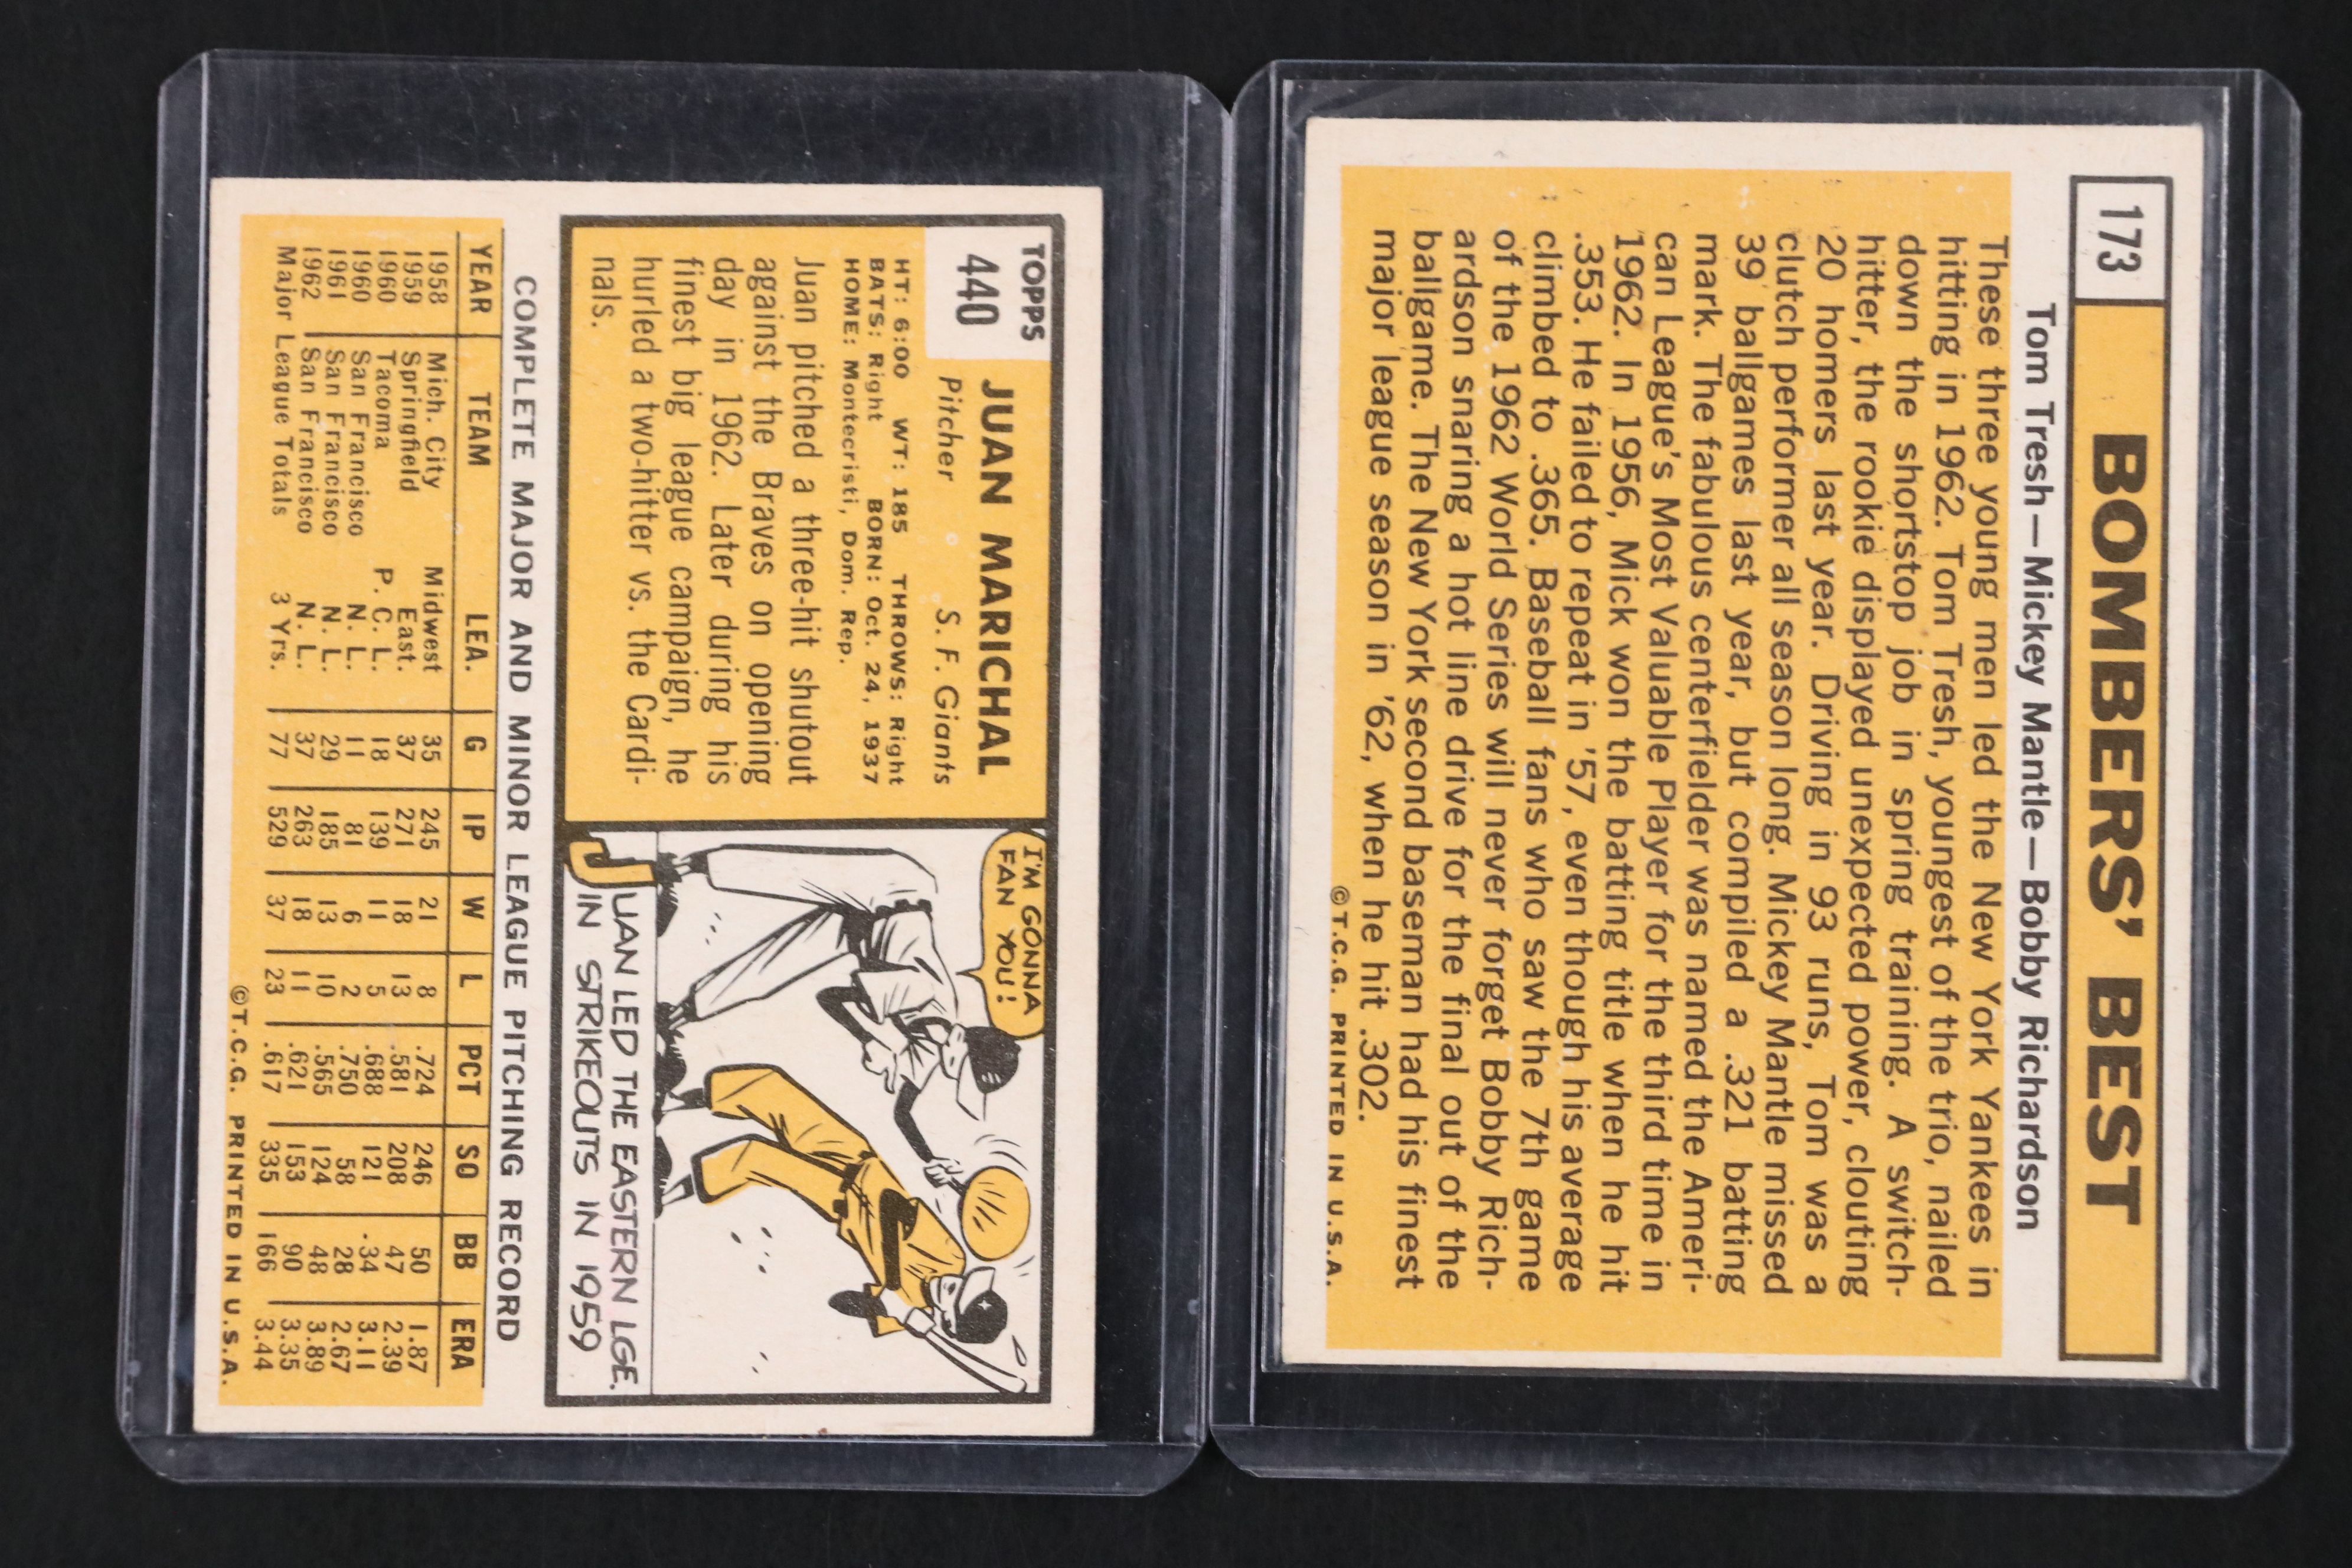 TOPPS
440
JUAN MARICHAL
Pitcher S. F. Giants
HT: 6:00 WT: 185 THROWS: Right
BATS: Right BORN: Oct. 24, 1937
HOME: Montecristi, Dom. Rep.
Juan pitched a three-hit shutout
against the Braves on opening
day in 1962. Later during his
finest big league campaign, he
hurled a two-hitter vs. the Cardi-
nals.
I'M GONNA
FAN YOU!
JUAN LED THE EASTERN LGE.
IN STRIKEOUTS IN 1959
COMPLETE MAJOR AND MINOR LEAGUE PITCHING RECORD
YEAR TEAM LEA. G IP W L PCT SO BB ERA
1958 Mich. City Midwest 35 245 21 8 .724 246 50 1.87
1959 Springfield East. 37 271 18 13 .581 208 47 2.39
1960 Tacoma P. C. L. 18 139 11 5 .688 121 34 3.11
1960 San Francisco N. L. 11 81 6 2 .750 58 28 2.67
1961 San Francisco N. L. 29 185 13 10 .565 124 48 3.89
1962 San Francisco N. L. 37 263 18 11 .621 153 90 3.35
Major League Totals 3 Yrs. 77 529 37 23 .617 335 166 3.44
©T.C.G. PRINTED IN U.S.A.
173
BOMBERS' BEST
Tom Tresh—Mickey Mantle—Bobby Richardson
These three young men led the New York Yankees in
hitting in 1962. Tom Tresh, youngest of the trio, nailed
down the shortstop job in spring training. A switch-
hitter, the rookie displayed unexpected power, clouting
20 homers last year. Driving in 93 runs, Tom was a
clutch performer all season long. Mickey Mantle missed
39 ballgames last year, but compiled a .321 batting
mark. The fabulous centerfielder was named the Ameri-
can League's Most Valuable Player for the third time in
1962. In 1956, Mick won the batting title when he hit
.353. He failed to repeat in '57, even though his average
climbed to .365. Baseball fans who saw the 7th game
of the 1962 World Series will never forget Bobby Rich-
ardson snaring a hot line drive for the final out of the
ballgame. The New York second baseman had his finest
major league season in '62, when he hit .302.
©T.C.G. PRINTED IN U.S.A.